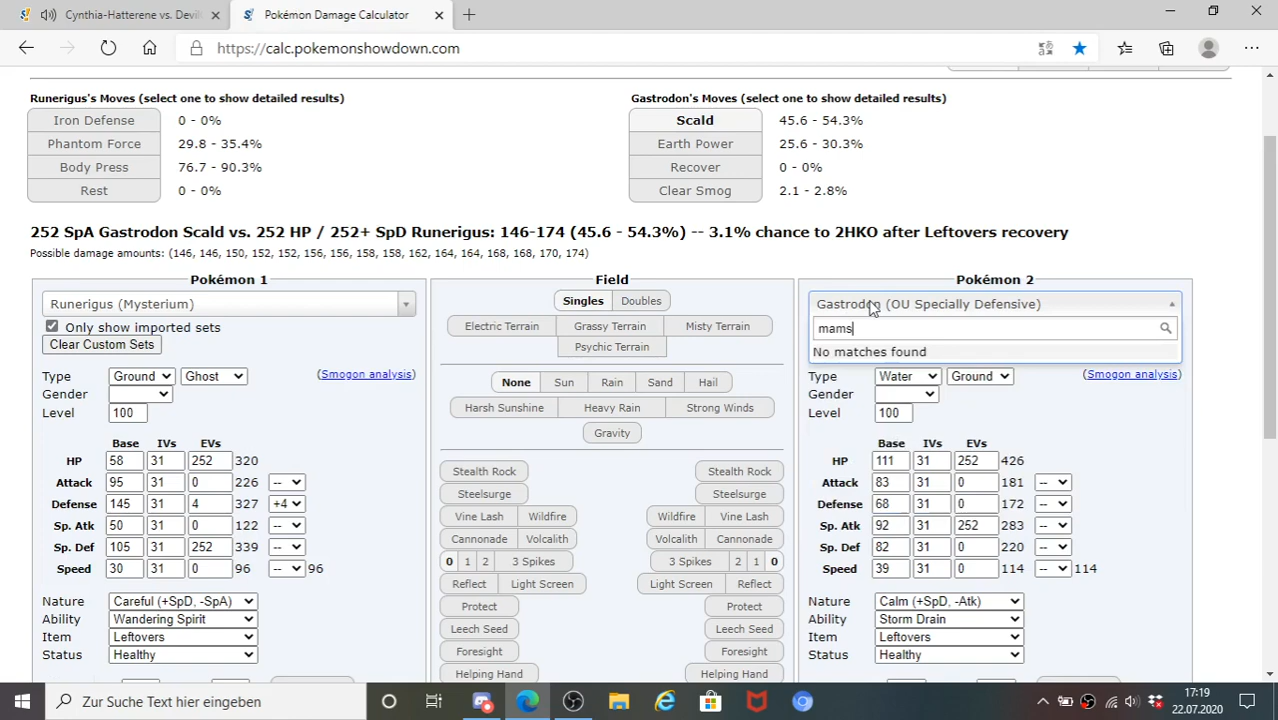 Cynthia-Hatterene vs. Devil
Pokémon Damage Calculator
https://calc.pokemonshowdown.com
Runerigus's Moves (select one to show detailed results)
Iron Defense 0 - 0%
Phantom Force 29.8 - 35.4%
Body Press 76.7 - 90.3%
Rest 0 - 0%
Gastrodon's Moves (select one to show detailed results)
Scald 45.6 - 54.3%
Earth Power 25.6 - 30.3%
Recover 0 - 0%
Clear Smog 2.1 - 2.8%
252 SpA Gastrodon Scald vs. 252 HP / 252+ SpD Runerigus: 146-174 (45.6 - 54.3%) -- 3.1% chance to 2HKO after Leftovers recovery
Possible damage amounts: (146, 146, 150, 152, 152, 156, 156, 158, 158, 162, 164, 164, 168, 168, 170, 174)
Pokémon 1
Runerigus (Mysterium)
Only show imported sets
Clear Custom Sets
Type Ground Ghost (Smogon analysis)
Gender
Level 100
Base IVs EVs
HP 58 31 252 320
Attack 95 31 0 226 --
Defense 145 31 4 327 +4
Sp. Atk 50 31 0 122 --
Sp. Def 105 31 252 339 --
Speed 30 31 0 96 -- 96
Nature Careful (+SpD, -SpA)
Ability Wandering Spirit
Item Leftovers
Status Healthy
Field
Singles Doubles
Electric Terrain Grassy Terrain Misty Terrain
Psychic Terrain
None Sun Rain Sand Hail
Harsh Sunshine Heavy Rain Strong Winds
Gravity
Stealth Rock Stealth Rock
Steelsurge Steelsurge
Vine Lash Wildfire Wildfire Vine Lash
Cannonade Volcalith Volcalith Cannonade
0 1 2 3 Spikes 3 Spikes 2 1 0
Reflect Light Screen Light Screen Reflect
Protect Protect
Leech Seed Leech Seed
Foresight Foresight
Helping Hand Helping Hand
Pokémon 2
Gastrodon (OU Specially Defensive)
mams
No matches found
Type Water Ground (Smogon analysis)
Gender
Level 100
Base IVs EVs
HP 111 31 252 426
Attack 83 31 0 181 --
Defense 68 31 0 172 --
Sp. Atk 92 31 252 283 --
Sp. Def 82 31 0 220 --
Speed 39 31 0 114 -- 114
Nature Calm (+SpD, -Atk)
Ability Storm Drain
Item Leftovers
Status Healthy
Zur Suche Text hier eingeben
17:19
22.07.2020